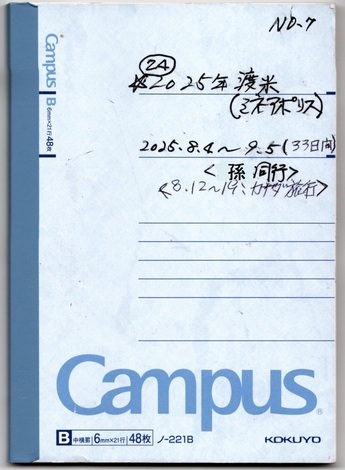 NO-7
Campus
B 6mm×21行 48枚
㉔
☆2025年 渡米
(ミネアポリス)
2025.8.4～9.5(33日間)
<孫 同行>
<8.12～19:カナダ旅行>
Campus
B 中横罫 6mm×21行 48枚 ノ-221B
KOKUYO